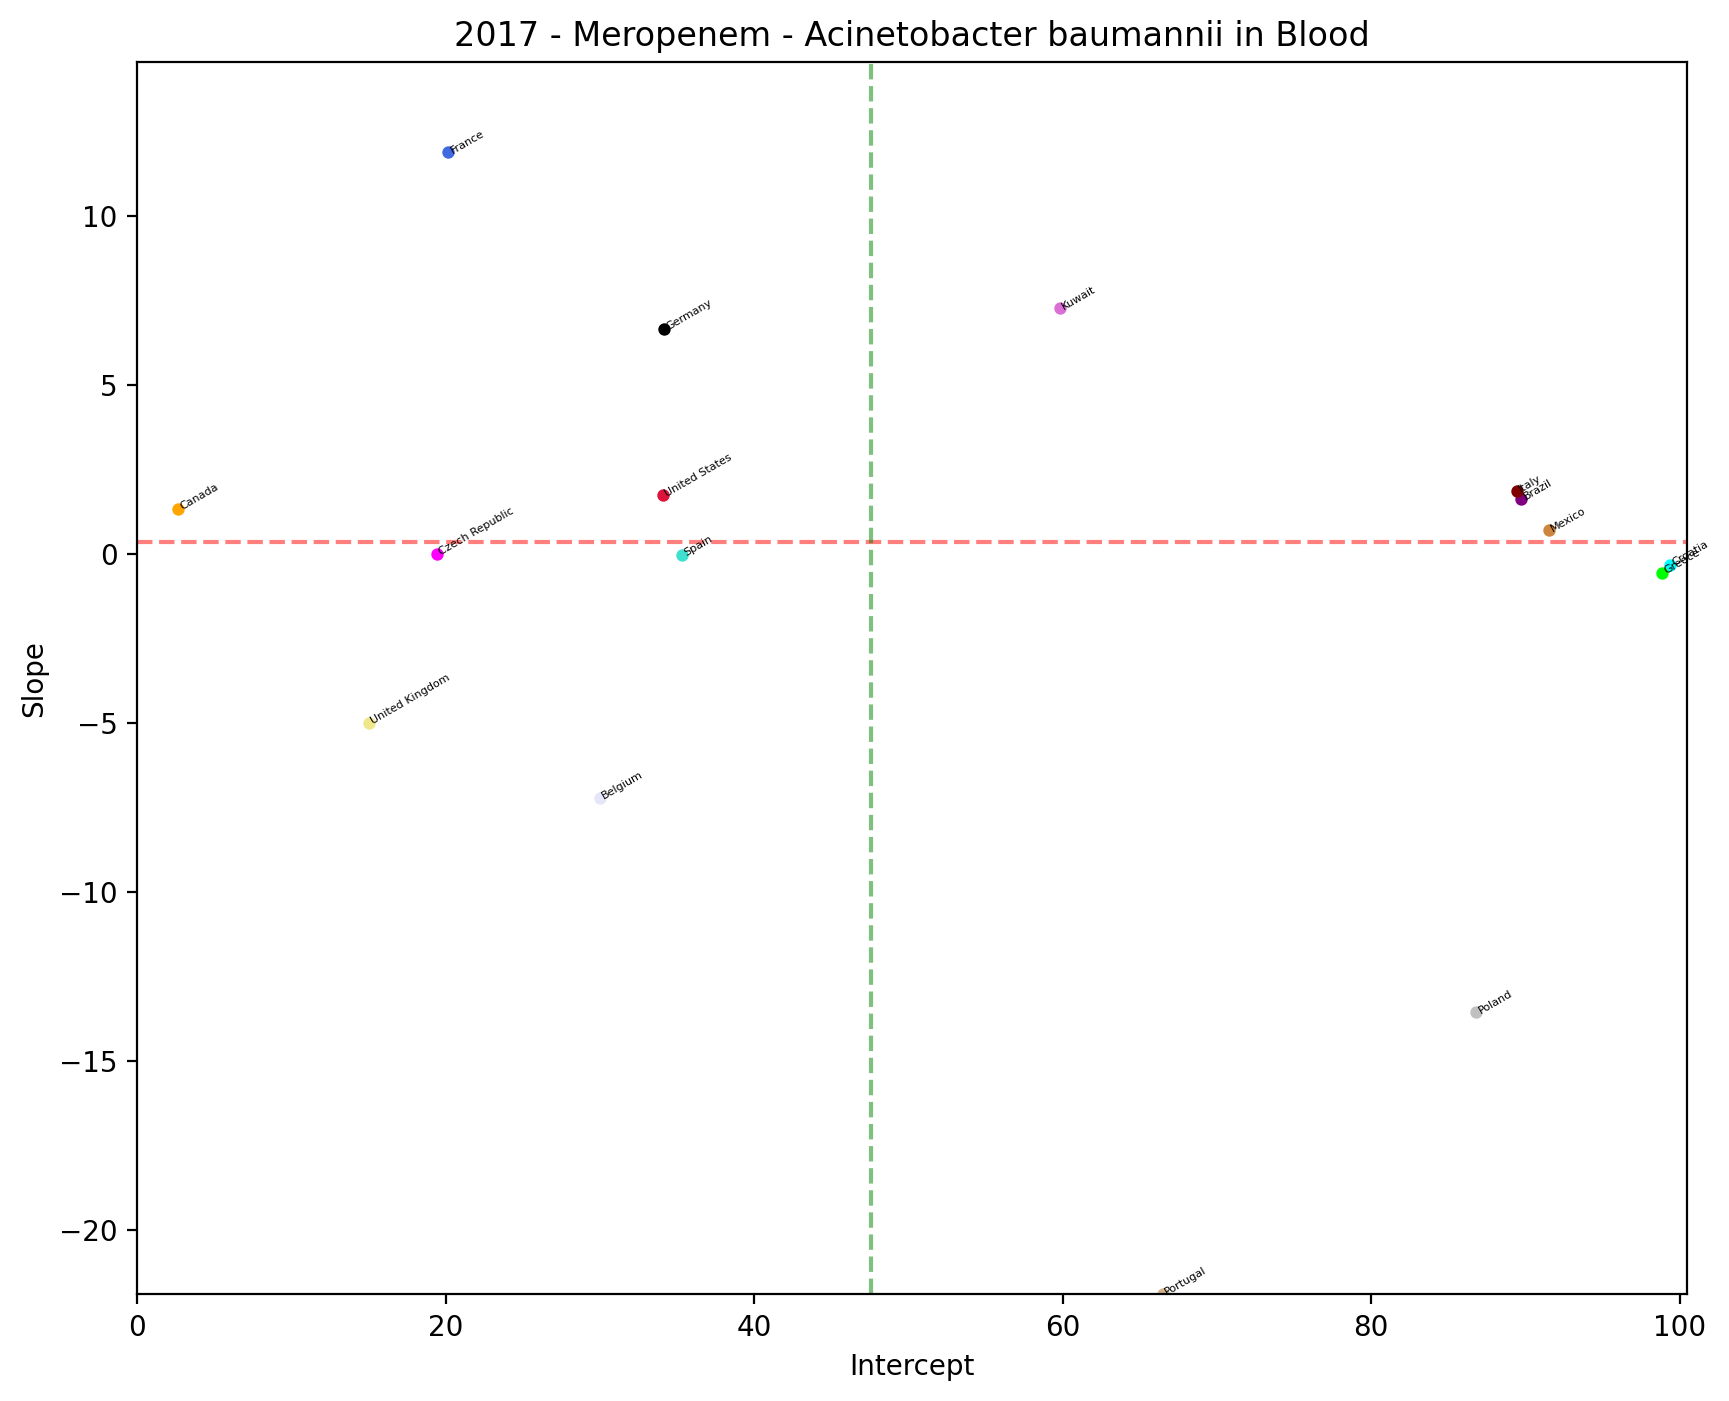 2017 - Meropenem - Acinetobacter baumannii in Blood
France
10
Kuwait
Germany
5
United States
Italy
Brazil
Canada
Czech Republic
Mexico
Spain
Croatia
0
Greece
Slope
United Kingdom
−5
Belgium
−10
Poland
−15
−20
Portugal
0 20 40 60 80 100
Intercept